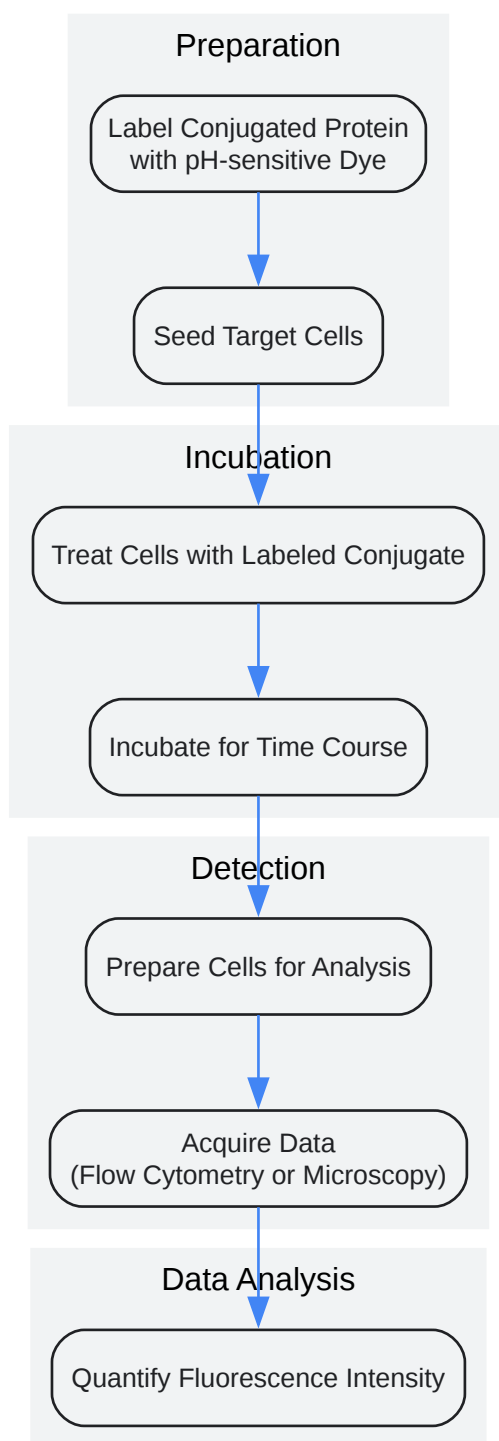 Preparation
Label Conjugated Protein
with pH-sensitive Dye
Seed Target Cells
Incubation
Treat Cells with Labeled Conjugate
Incubate for Time Course
Detection
Prepare Cells for Analysis
Acquire Data
(Flow Cytometry or Microscopy)
Data Analysis
Quantify Fluorescence Intensity